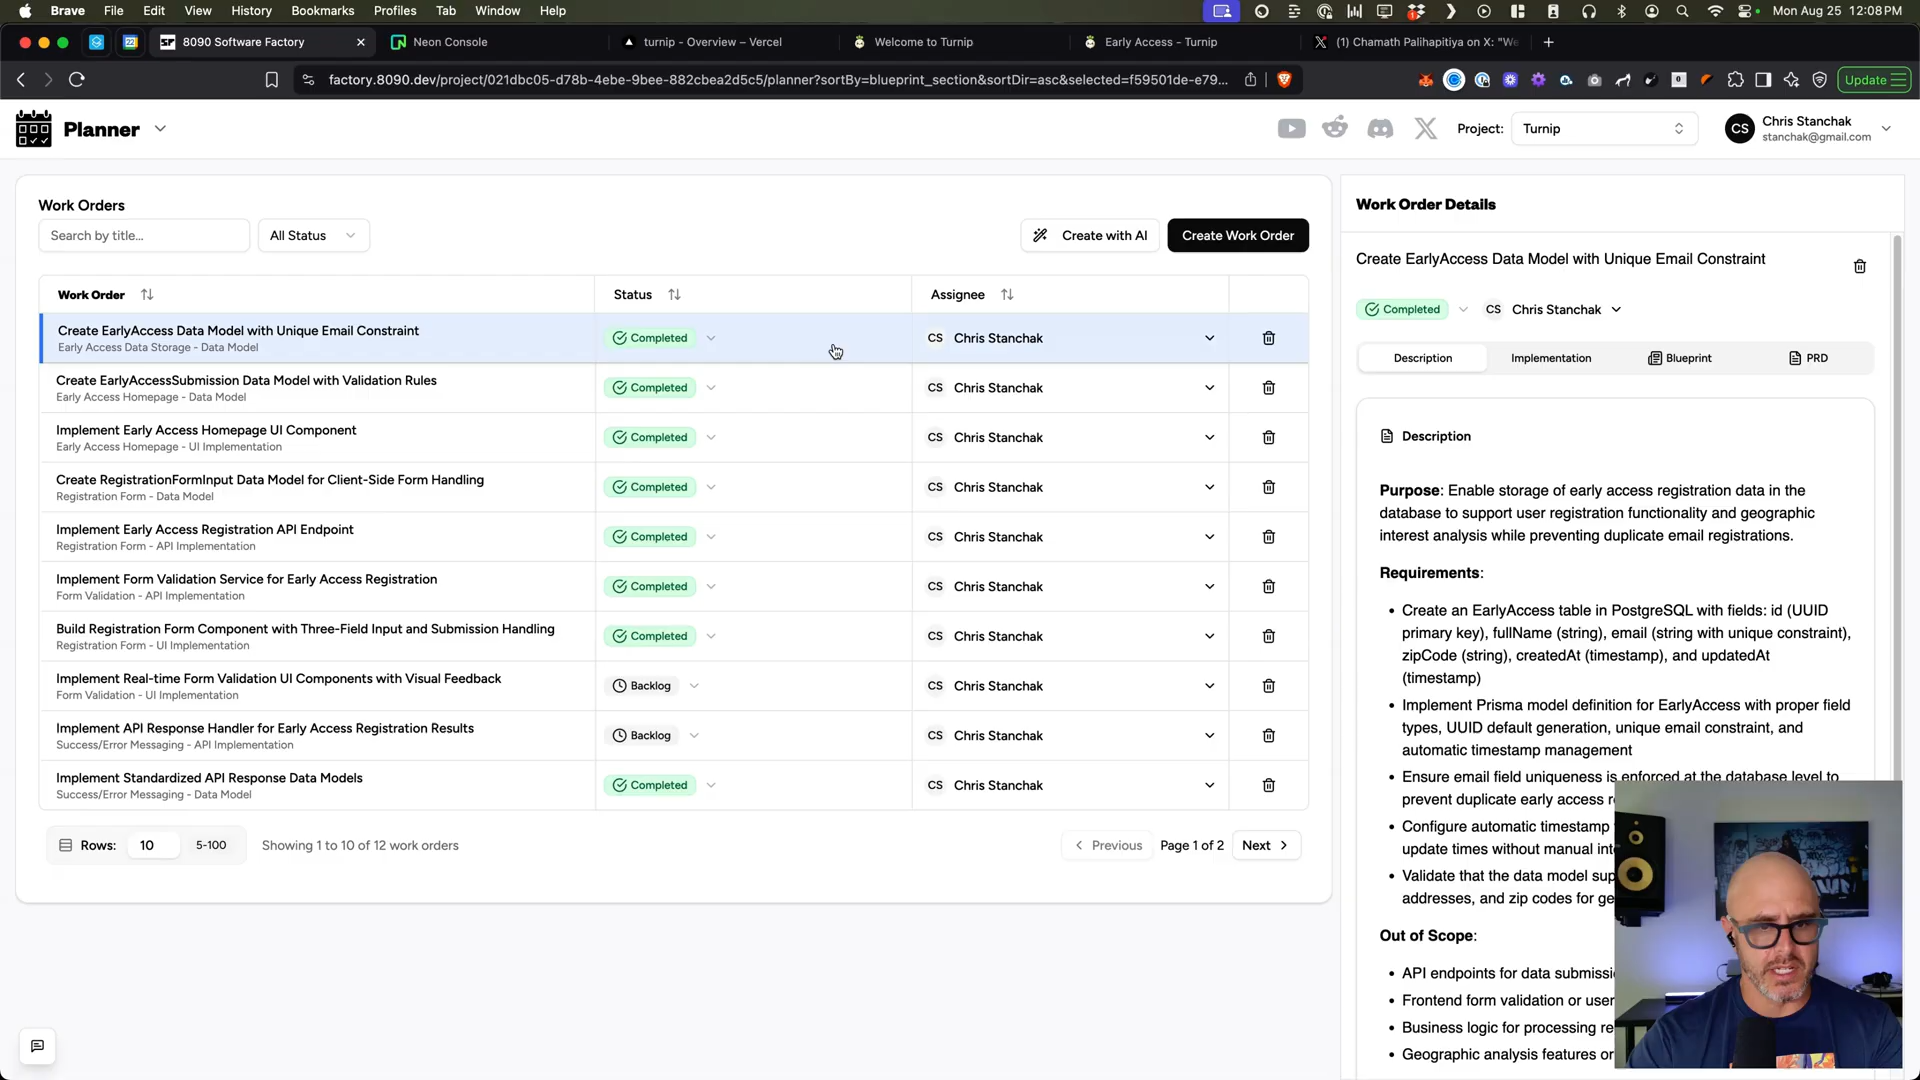 Brave File Edit View History Bookmarks Profiles Tab Window Help Mon Aug 25 12:08 PM
8090 Software Factory Neon Console turnip - Overview – Vercel Welcome to Turnip Early Access - Turnip (1) Chamath Palihapitiya on X: "We
factory.8090.dev/project/021dbc05-d78b-4ebe-9bee-882cbea2d5c5/planner?sortBy=blueprint_section&sortDir=asc&selected=f59501de-e79... Update
Planner Project: Turnip CS Chris Stanchak
stanchak@gmail.com
Work Orders
Search by title... All Status Create with AI Create Work Order
Work Order Status Assignee
Create EarlyAccess Data Model with Unique Email Constraint Completed CS Chris Stanchak
Early Access Data Storage - Data Model
Create EarlyAccessSubmission Data Model with Validation Rules Completed CS Chris Stanchak
Early Access Homepage - Data Model
Implement Early Access Homepage UI Component Completed CS Chris Stanchak
Early Access Homepage - UI Implementation
Create RegistrationFormInput Data Model for Client-Side Form Handling Completed CS Chris Stanchak
Registration Form - Data Model
Implement Early Access Registration API Endpoint Completed CS Chris Stanchak
Registration Form - API Implementation
Implement Form Validation Service for Early Access Registration Completed CS Chris Stanchak
Form Validation - API Implementation
Build Registration Form Component with Three-Field Input and Submission Handling Completed CS Chris Stanchak
Registration Form - UI Implementation
Implement Real-time Form Validation UI Components with Visual Feedback Backlog CS Chris Stanchak
Form Validation - UI Implementation
Implement API Response Handler for Early Access Registration Results Backlog CS Chris Stanchak
Success/Error Messaging - API Implementation
Implement Standardized API Response Data Models Completed CS Chris Stanchak
Success/Error Messaging - Data Model
Rows: 10 5-100 Showing 1 to 10 of 12 work orders Previous Page 1 of 2 Next
Work Order Details
Create EarlyAccess Data Model with Unique Email Constraint
Completed CS Chris Stanchak
Description Implementation Blueprint PRD
Description
Purpose: Enable storage of early access registration data in the
database to support user registration functionality and geographic
interest analysis while preventing duplicate email registrations.
Requirements:
• Create an EarlyAccess table in PostgreSQL with fields: id (UUID
primary key), fullName (string), email (string with unique constraint),
zipCode (string), createdAt (timestamp), and updatedAt
(timestamp)
• Implement Prisma model definition for EarlyAccess with proper field
types, UUID default generation, unique email constraint, and
automatic timestamp management
• Ensure email field uniqueness is enforced at the database level to
prevent duplicate early access
• Configure automatic timestamp
update times without manual
• Validate that the data model
addresses, and zip codes for
Out of Scope:
• API endpoints for data
• Frontend form validation or
• Business logic for processing
• Geographic analysis features